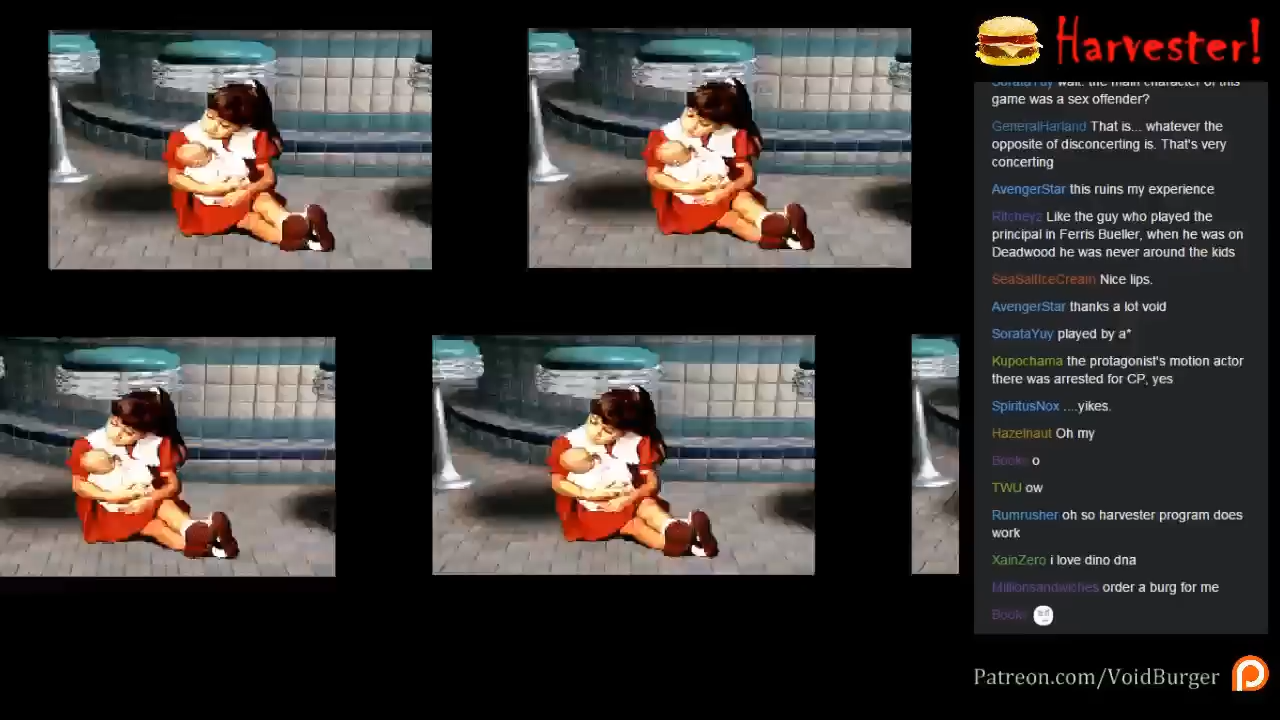 Harvester!
SorataYuy wait. the main character of this
game was a sex offender?
GeneralHarland That is... whatever the
opposite of disconcerting is. That's very
concerting
AvengerStar this ruins my experience
Ritcheyz Like the guy who played the
principal in Ferris Bueller, when he was on
Deadwood he was never around the kids
SeaSaltIceCream Nice lips.
AvengerStar thanks a lot void
SorataYuy played by a*
Kupochama the protagonist's motion actor
there was arrested for CP, yes
SpiritusNox ....yikes.
Hazelnaut Oh my
o
TWU ow
Rumrusher oh so harvester program does
work
XainZero i love dino dna
Millionsandwiches order a burg for me
Patreon.com/VoidBurger